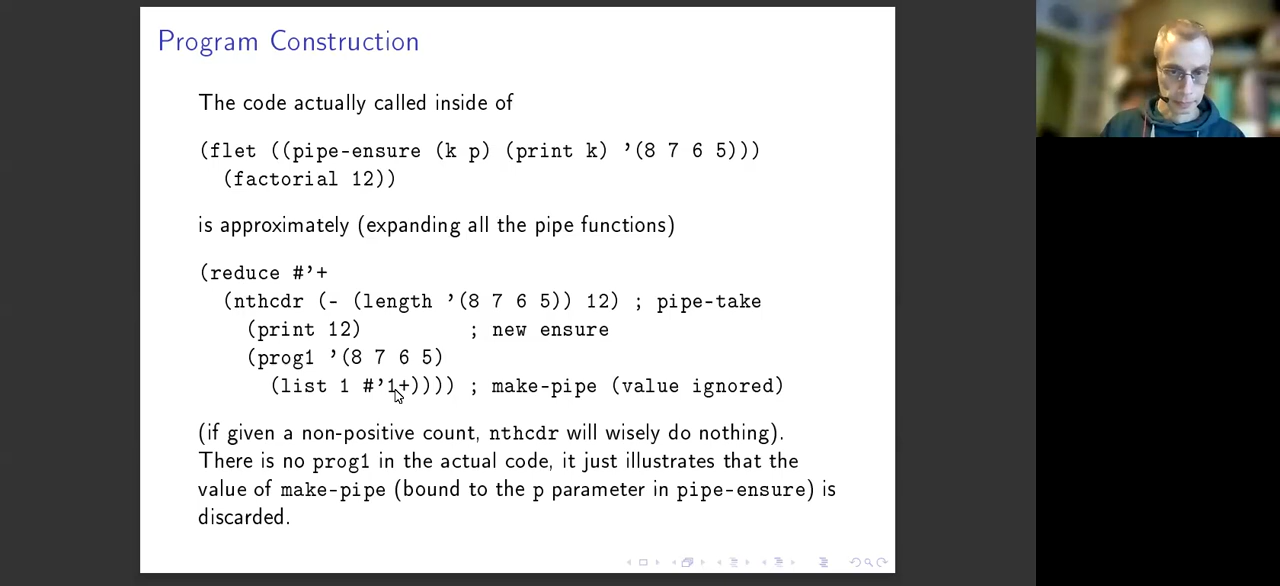 Program Construction
The code actually called inside of
(flet ((pipe-ensure (k p) (print k) '(8 7 6 5)))
(factorial 12))
is approximately (expanding all the pipe functions)
(reduce #'+
(nthcdr (- (length '(8 7 6 5)) 12) ; pipe-take
(print 12) ; new ensure
(prog1 '(8 7 6 5)
(list 1 #'1+)))) ; make-pipe (value ignored)
(if given a non-positive count, nthcdr will wisely do nothing).
There is no prog1 in the actual code, it just illustrates that the
value of make-pipe (bound to the p parameter in pipe-ensure) is
discarded.